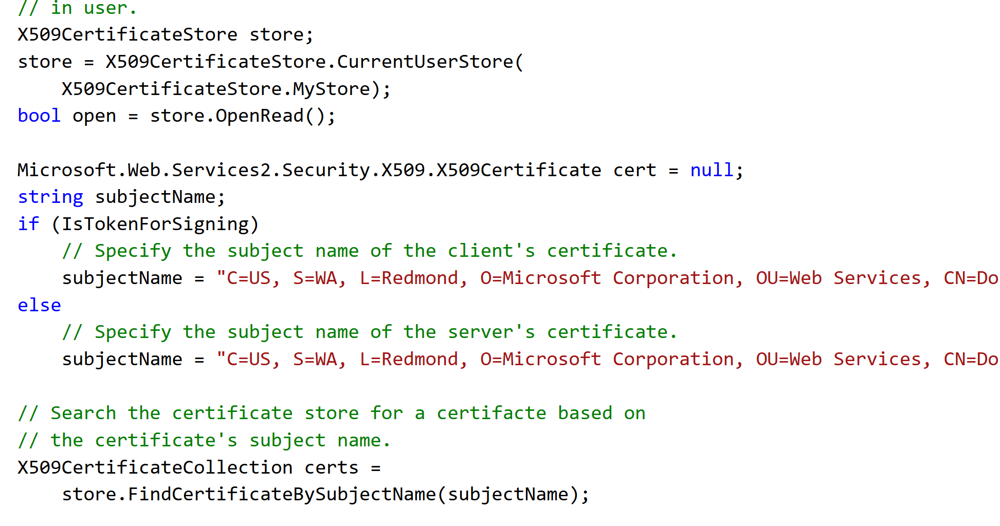 // in user.
X509CertificateStore store;
store = X509CertificateStore.CurrentUserStore(
    X509CertificateStore.MyStore);
bool open = store.OpenRead();

Microsoft.Web.Services2.Security.X509.X509Certificate cert = null;
string subjectName;
if (IsTokenForSigning)
    // Specify the subject name of the client's certificate.
    subjectName = "C=US, S=WA, L=Redmond, O=Microsoft Corporation, OU=Web Services, CN=Do
else
    // Specify the subject name of the server's certificate.
    subjectName = "C=US, S=WA, L=Redmond, O=Microsoft Corporation, OU=Web Services, CN=Do

// Search the certificate store for a certifacte based on
// the certificate's subject name.
X509CertificateCollection certs =
    store.FindCertificateBySubjectName(subjectName);